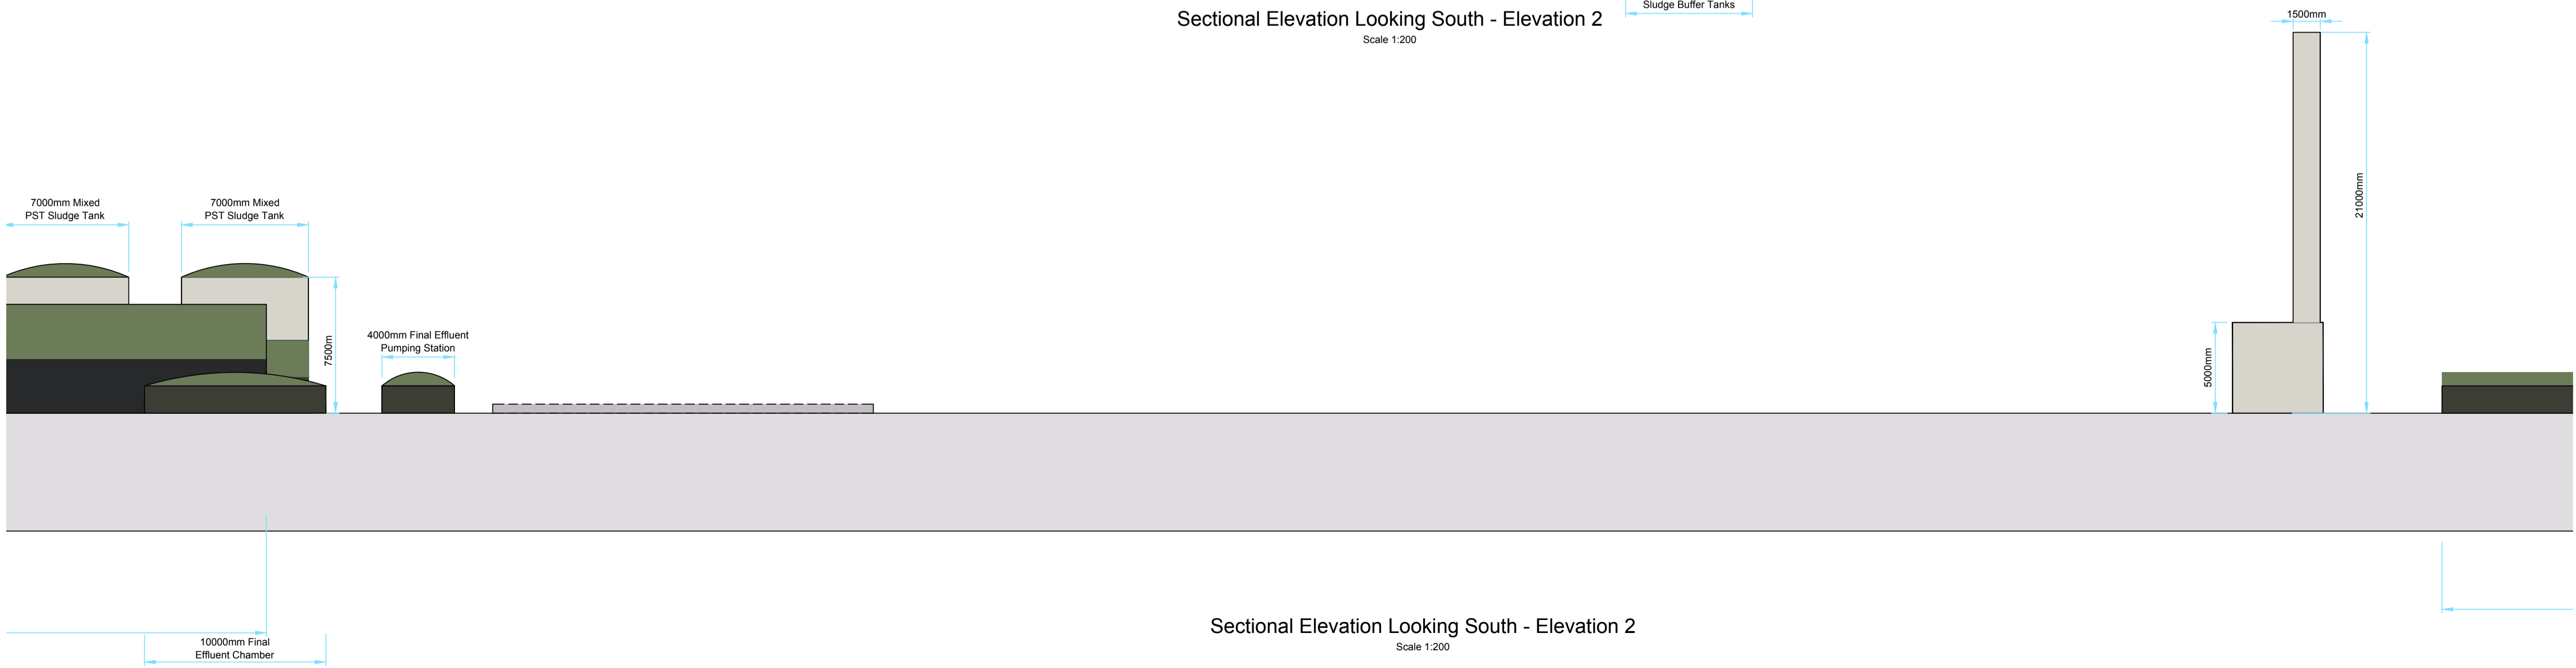 Sludge Buffer Tanks
Sectional Elevation Looking South - Elevation 2
Scale 1:200
1500mm
21000mm
7000mm Mixed
PST Sludge Tank
7000mm Mixed
PST Sludge Tank
7500m
4000mm Final Effluent
Pumping Station
5000mm
10000mm Final
Effluent Chamber
Sectional Elevation Looking South - Elevation 2
Scale 1:200